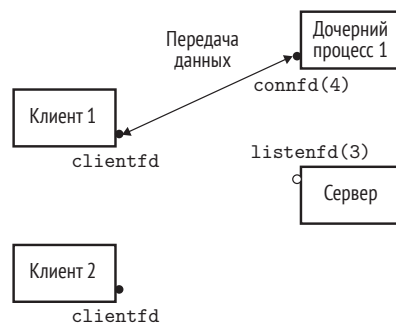 Передача
данных
Дочерний
процесс 1
connfd(4)
Клиент 1
clientfd
listenfd(3)
Сервер
Клиент 2
clientfd